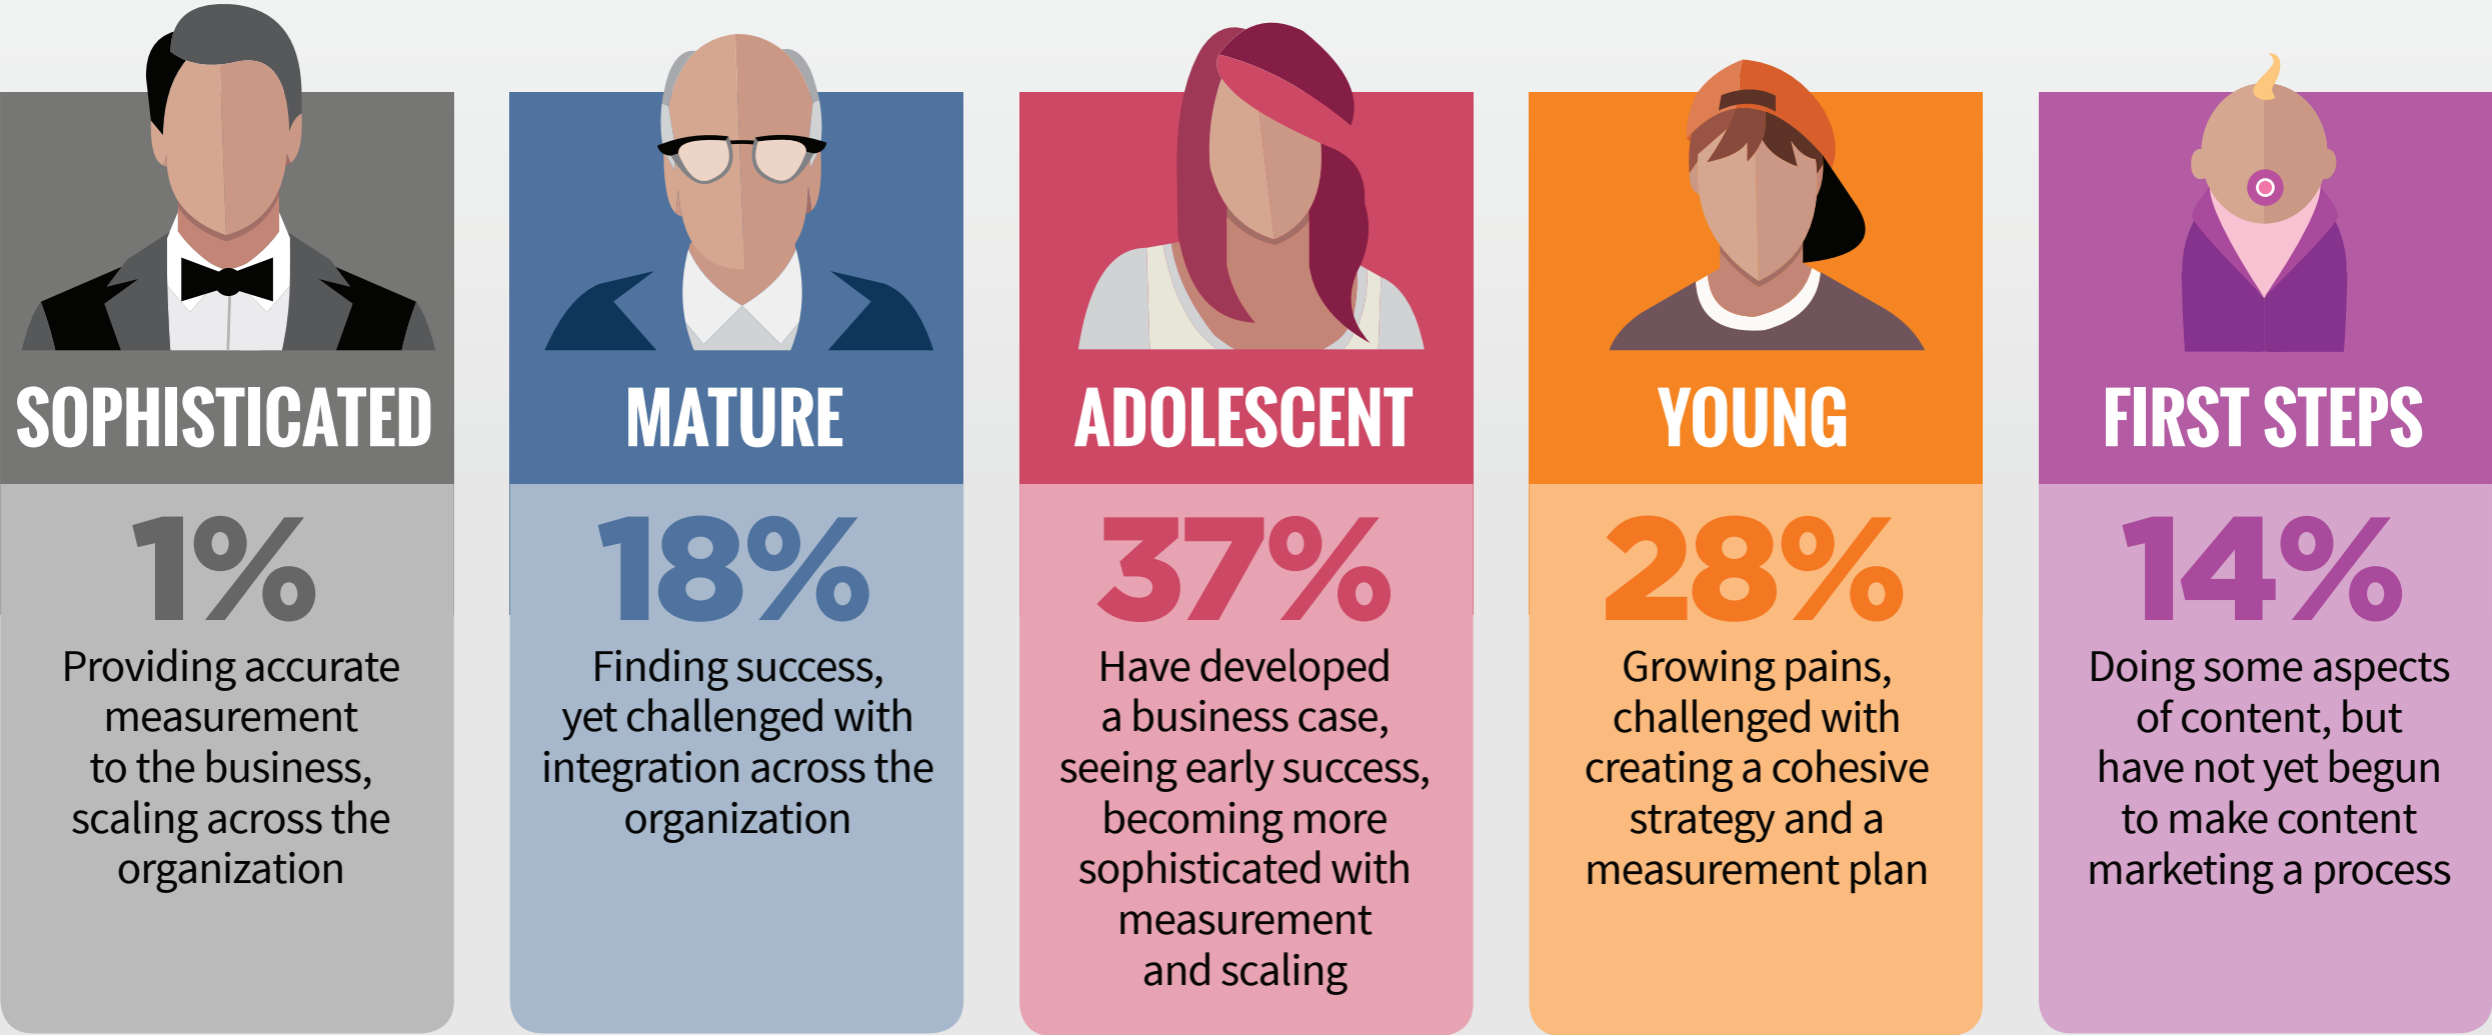 SOPHISTICATED
1%
Providing accurate
measurement
to the business,
scaling across the
organization
MATURE
18%
Finding success,
yet challenged with
integration across the
organization
ADOLESCENT
37%
Have developed
a business case,
seeing early success,
becoming more
sophisticated with
measurement
and scaling
YOUNG
28%
Growing pains,
challenged with
creating a cohesive
strategy and a
measurement plan
FIRST STEPS
14%
Doing some aspects
of content, but
have not yet begun
to make content
marketing a process